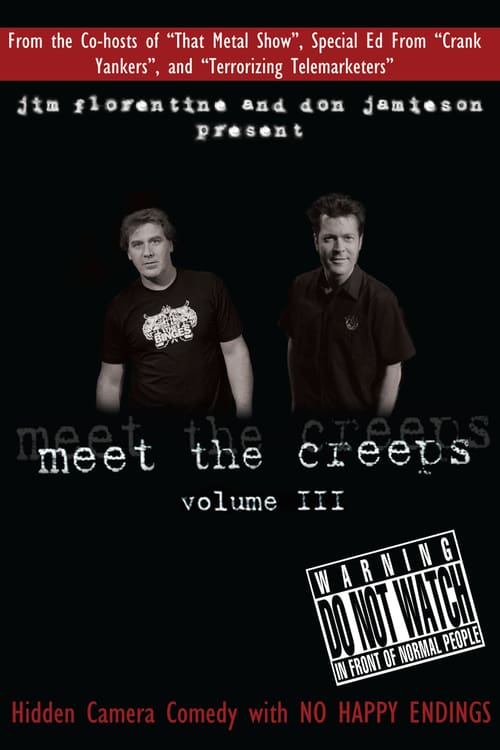 From the Co-hosts of “That Metal Show”, Special Ed From “Crank
Yankers”, and “Terrorizing Telemarketers”
jim florentine and don jamieson
present
BINGES
meet the creeps
meet the creeps
volume III
WARNING
DO NOT WATCH
IN FRONT OF NORMAL PEOPLE
Hidden Camera Comedy with NO HAPPY ENDINGS